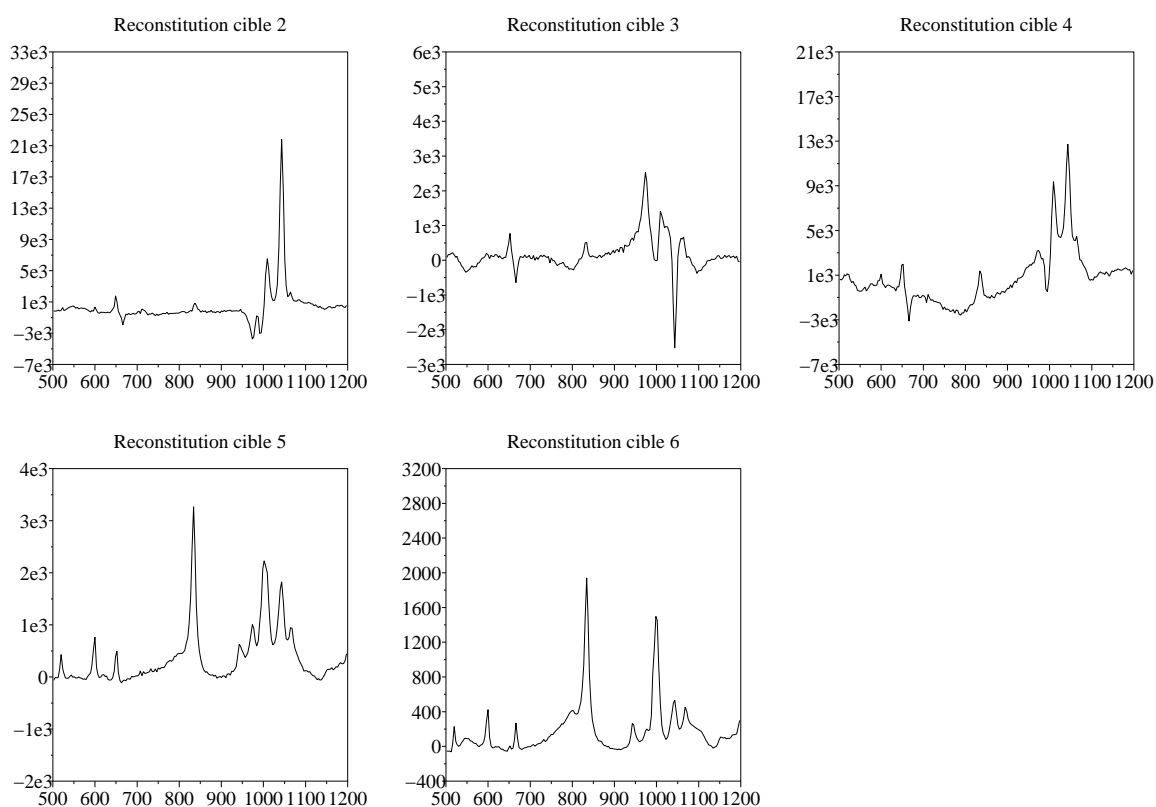 Reconstitution cible 2
33e3
29e3
25e3
21e3
17e3
13e3
9e3
5e3
1e3
−3e3
−7e3
500 600 700 800 900 1000 1100 1200
Reconstitution cible 3
6e3
5e3
4e3
3e3
2e3
1e3
0
−1e3
−2e3
−3e3
500 600 700 800 900 1000 1100 1200
Reconstitution cible 4
21e3
17e3
13e3
9e3
5e3
1e3
−3e3
−7e3
500 600 700 800 900 1000 1100 1200
Reconstitution cible 5
4e3
3e3
2e3
1e3
0
−1e3
−2e3
500 600 700 800 900 1000 1100 1200
Reconstitution cible 6
3200
2800
2400
2000
1600
1200
800
400
0
−400
500 600 700 800 900 1000 1100 1200